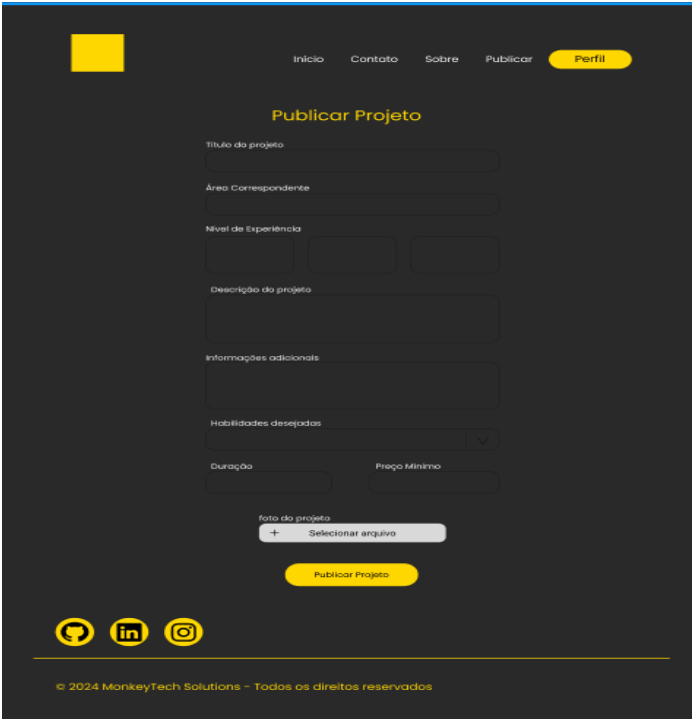 Início Contato Sobre Publicar Perfil
Publicar Projeto
Título do projeto
Área Correspondente
Nível de Experiência
Descrição do projeto
Informações adicionais
Habilidades desejadas
Duração Preço Mínimo
foto do projeto
+ Selecionar arquivo
Publicar Projeto
in
© 2024 MonkeyTech Solutions - Todos os direitos reservados